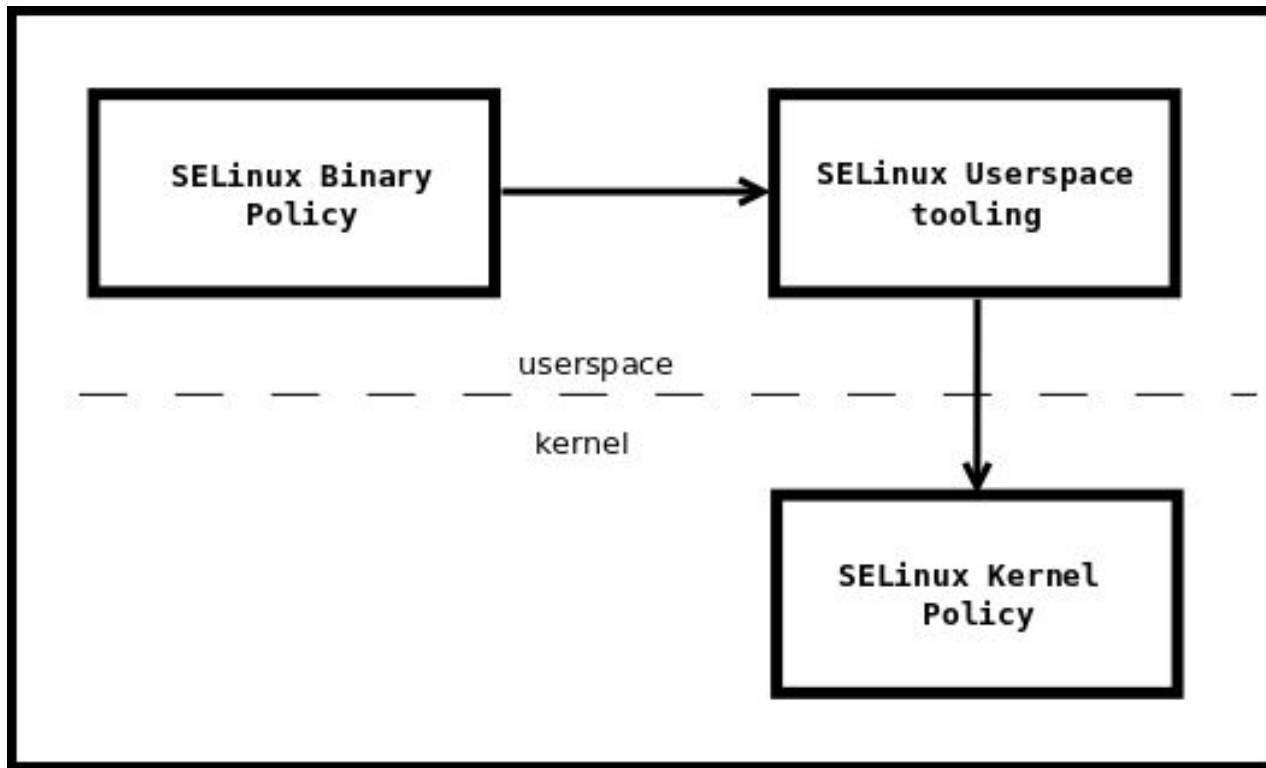 SELinux Binary
Policy
SELinux Userspace
tooling
userspace
kernel
SELinux Kernel
Policy